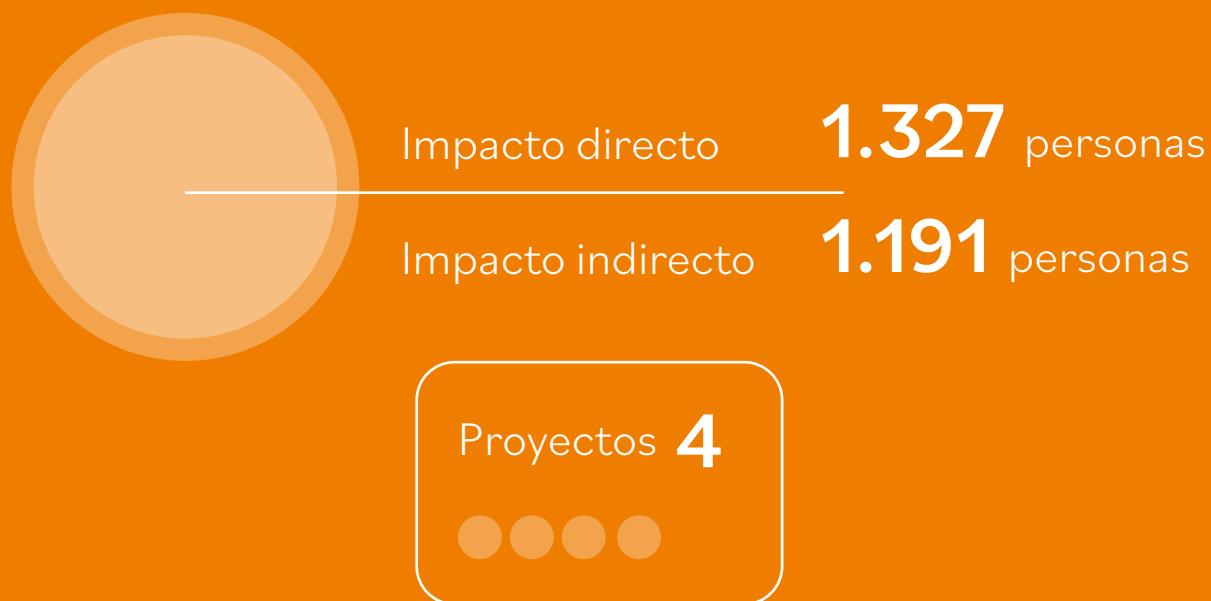 Impacto directo 1.327 personas
Impacto indirecto 1.191 personas
Proyectos 4